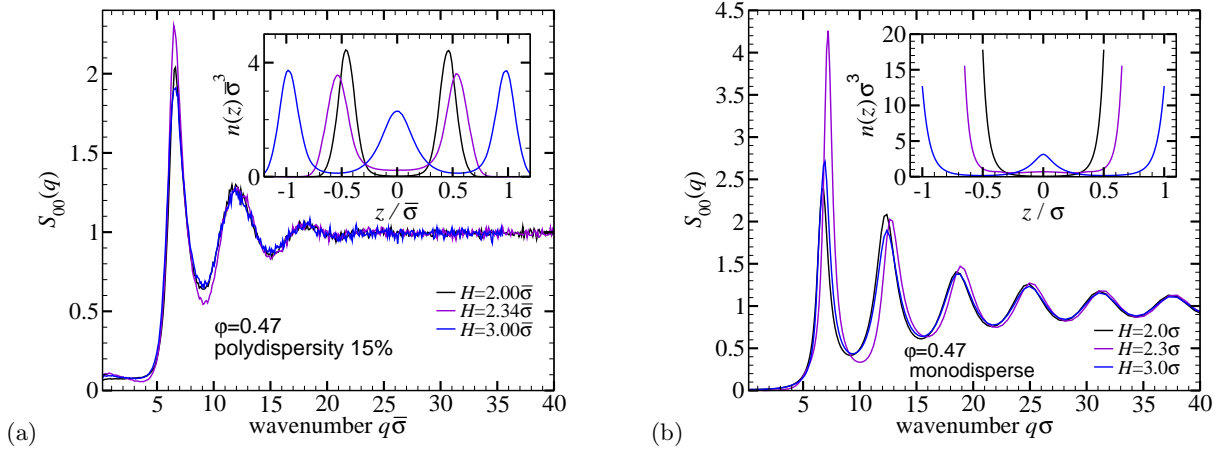 2
1.5
1
0.5
0
S₀₀(q)
4
2
0
n(z)σ̅³
-1 -0.5 0 0.5 1
z / σ̅
H=2.00σ̅
H=2.34σ̅
H=3.00σ̅
φ=0.47
polydispersity 15%
5 10 15 20 25 30 35 40
wavenumber qσ̅
(a)
4.5
4
3.5
3
2.5
2
1.5
1
0.5
0
S₀₀(q)
20
15
10
5
0
n(z)σ³
-1 -0.5 0 0.5 1
z / σ
φ=0.47
monodisperse
H=2.0σ
H=2.3σ
H=3.0σ
5 10 15 20 25 30 35 40
wavenumber qσ
(b)